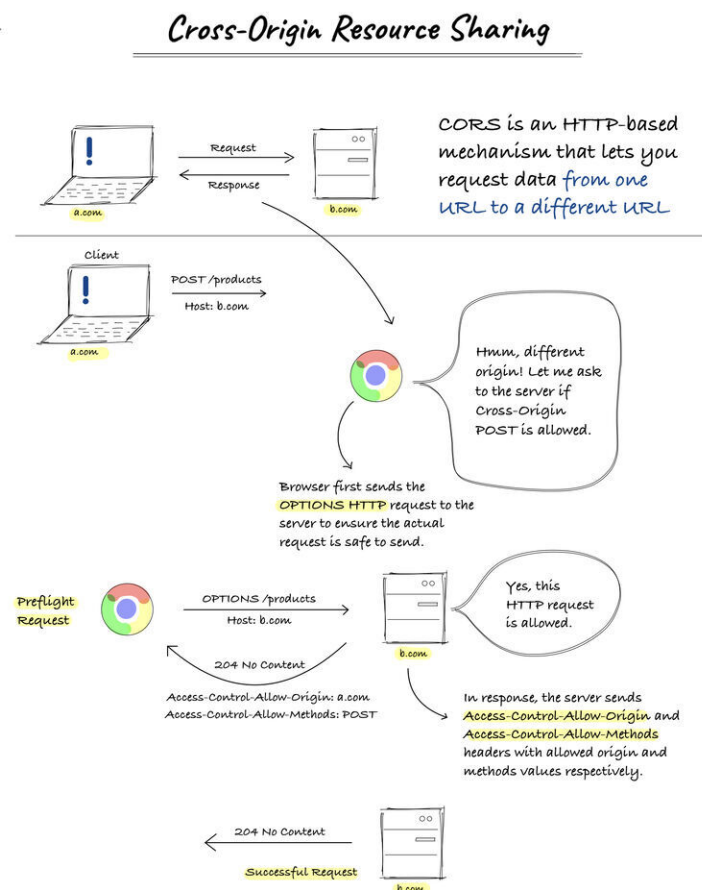 Cross-Origin Resource Sharing
CORS is an HTTP-based
mechanism that lets you
request data from one
URL to a different URL
Request
Response
a.com
b.com
Client
POST /products
Host: b.com
a.com
Hmm, different
origin! Let me ask
to the server if
Cross-Origin
POST is allowed.
Browser first sends the
OPTIONS HTTP request to the
server to ensure the actual
request is safe to send.
Preflight
Request
OPTIONS /products
Host: b.com
Yes, this
HTTP request
is allowed.
b.com
204 No Content
Access-Control-Allow-Origin: a.com
Access-Control-Allow-Methods: POST
In response, the server sends
Access-Control-Allow-Origin and
Access-Control-Allow-Methods
headers with allowed origin and
methods values respectively.
204 No Content
Successful Request
b.com